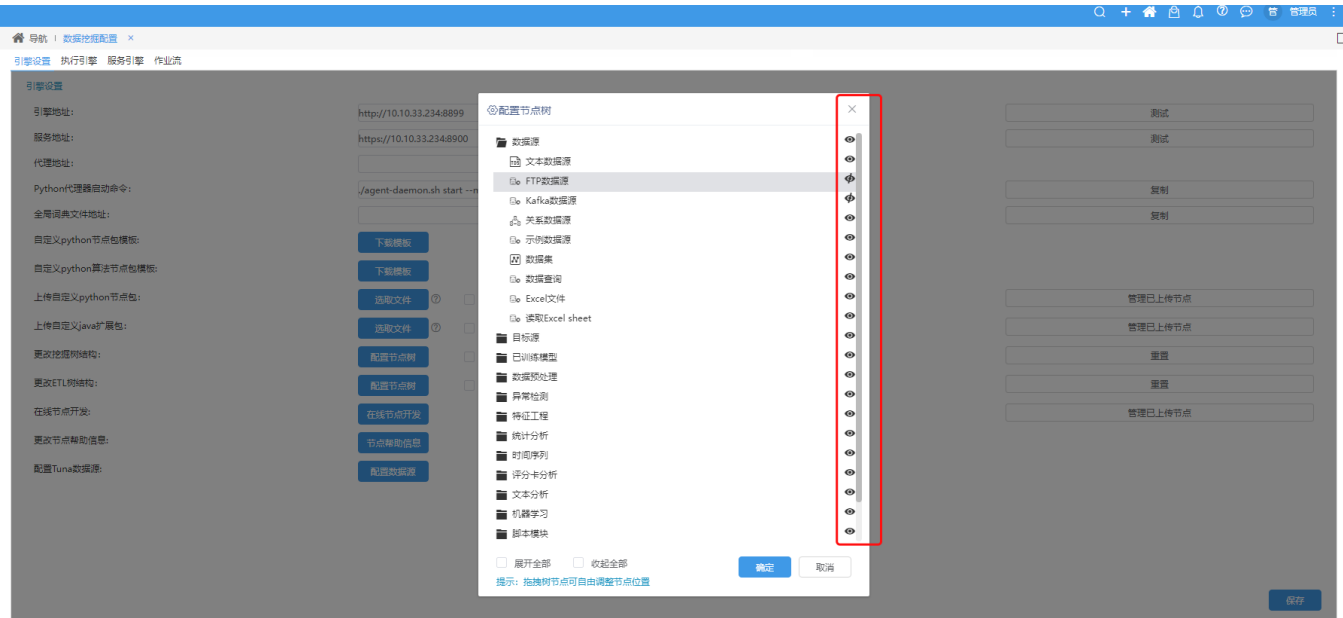 管 管理员
导航 数据挖掘配置 ×
引擎设置 执行引擎 服务引擎 作业流
引擎设置
引擎地址: http://10.10.33.234:8899 测试
服务地址: https://10.10.33.234:8900 测试
代理地址:
Python代理器启动命令: ./agent-daemon.sh start --n 复制
全局词典文件地址: 复制
自定义python节点包模板: 下载模板
自定义python算法节点包模板: 下载模板
上传自定义python节点包: 选取文件 管理已上传节点
上传自定义java扩展包: 选取文件 管理已上传节点
更改挖掘树结构: 配置节点树 重置
更改ETL树结构: 配置节点树 重置
在线节点开发: 在线节点开发 管理已上传节点
更改节点帮助信息: 节点帮助信息
配置Tuna数据源: 配置数据源
配置节点树 ×
数据源
文本数据源
FTP数据源
Kafka数据源
关系数据源
示例数据源
数据集
数据查询
Excel文件
读取Excel sheet
目标源
已训练模型
数据预处理
异常检测
特征工程
统计分析
时间序列
评分卡分析
文本分析
机器学习
脚本模块
展开全部 收起全部 确定 取消
提示：拖拽树节点可自由调整节点位置
保存